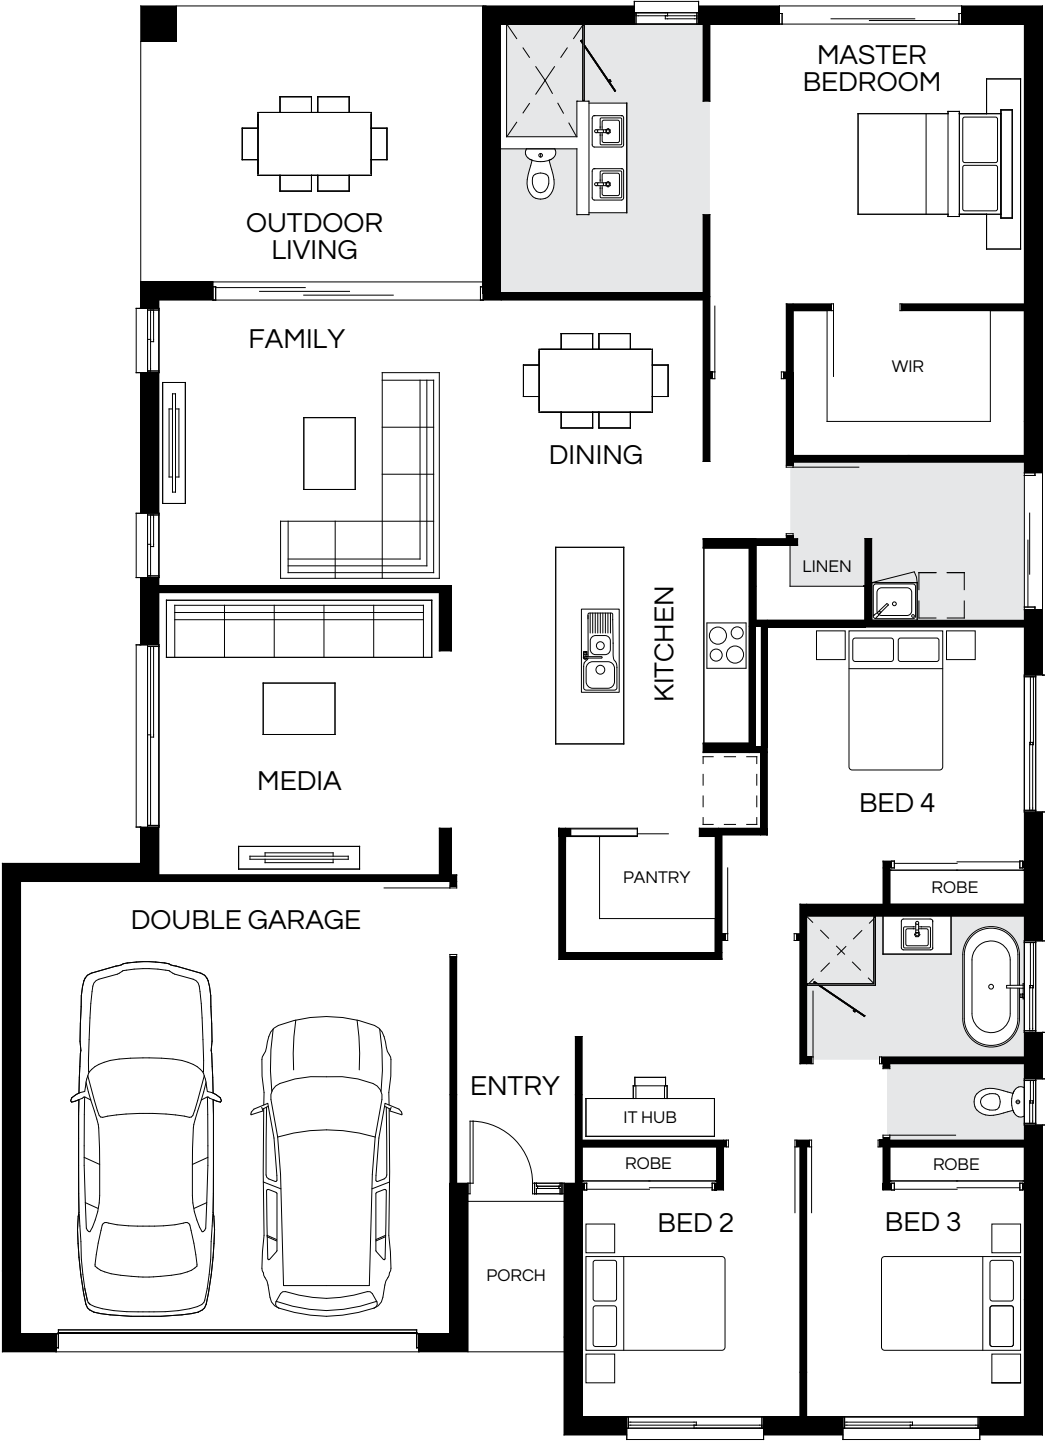 MASTER
BEDROOM
OUTDOOR
LIVING
FAMILY
WIR
DINING
LINEN
KITCHEN
MEDIA
BED 4
PANTRY
ROBE
DOUBLE GARAGE
ENTRY
IT HUB
ROBE
ROBE
BED 2
BED 3
PORCH